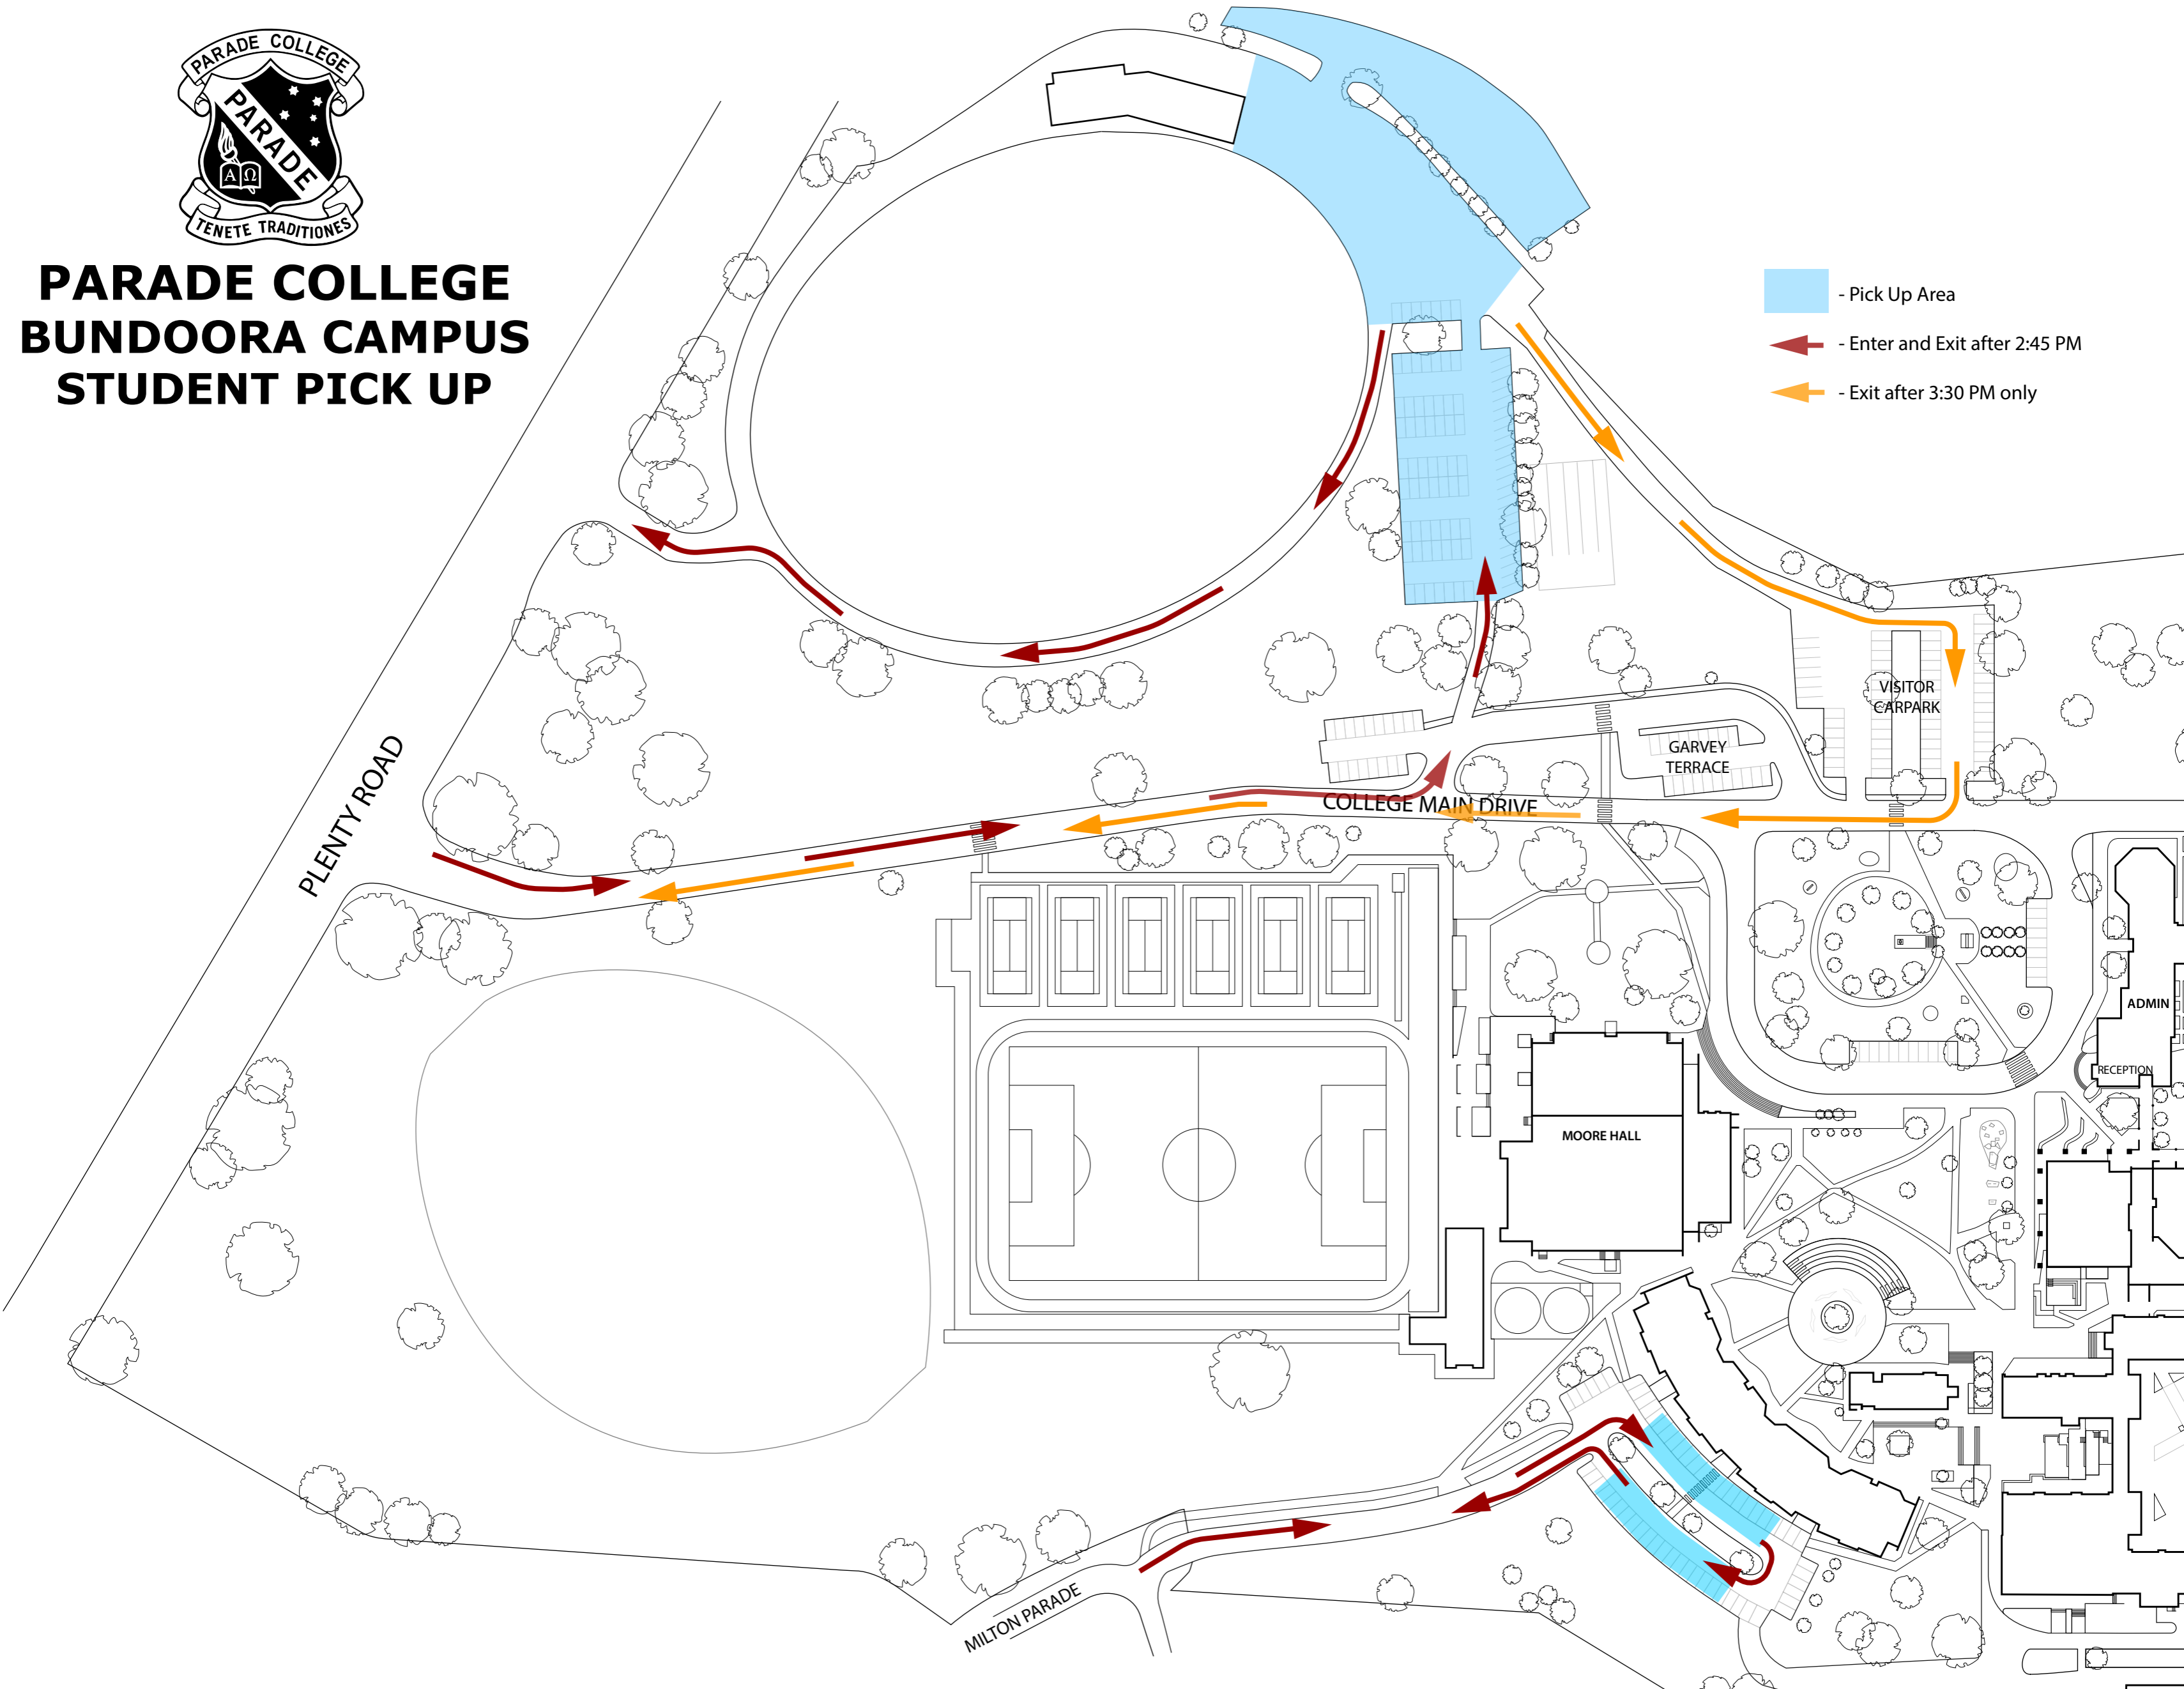 PARADE COLLEGE
PARADE
Α Ω
TENETE TRADITIONES
PARADE COLLEGE
BUNDOORA CAMPUS
STUDENT PICK UP
- Pick Up Area
- Enter and Exit after 2:45 PM
- Exit after 3:30 PM only
VISITOR
CARPARK
GARVEY
TERRACE
COLLEGE MAIN DRIVE
PLENTY ROAD
ADMIN
RECEPTION
MOORE HALL
MILTON PARADE